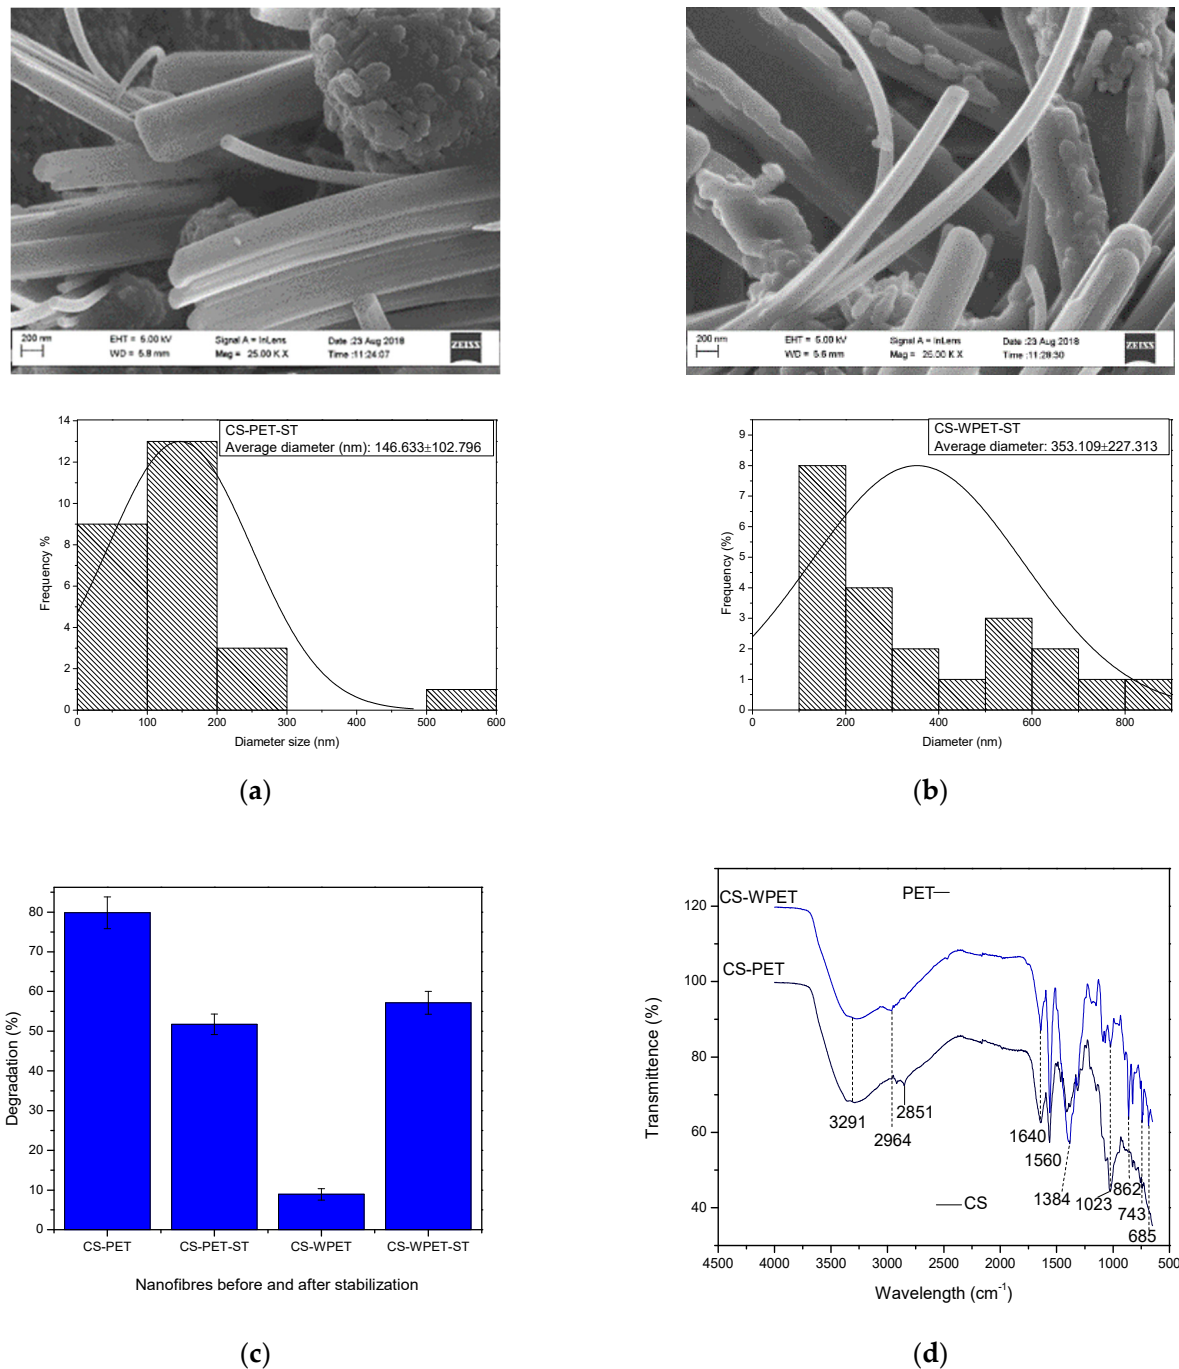 200 nm
EHT = 5.00 kV
Signal A = InLens
Date :23 Aug 2018
WD = 5.8 mm
Mag = 25.00 K X
Time :11:24:07
ZEISS
200 nm
EHT = 5.00 kV
Signal A = InLens
Date :23 Aug 2018
WD = 5.6 mm
Mag = 25.00 K X
Time :11:28:30
ZEISS
CS-PET-ST
Average diameter (nm): 146.633±102.796
Frequency %
14
12
10
8
6
4
2
0
0 100 200 300 400 500 600
Diameter size (nm)
(a)
CS-WPET-ST
Average diameter: 353.109±227.313
Frequency (%)
9
8
7
6
5
4
3
2
1
0
0 200 400 600 800
Diameter (nm)
(b)
Degradation (%)
80
70
60
50
40
30
20
10
0
CS-PET CS-PET-ST CS-WPET CS-WPET-ST
Nanofibres before and after stabilization
(c)
Transmittence (%)
120
100
80
60
40
CS-WPET
PET
CS-PET
3291
2964
2851
1640
1560
1384
1023
862
743
685
CS
4500 4000 3500 3000 2500 2000 1500 1000 500
Wavelength (cm-1)
(d)